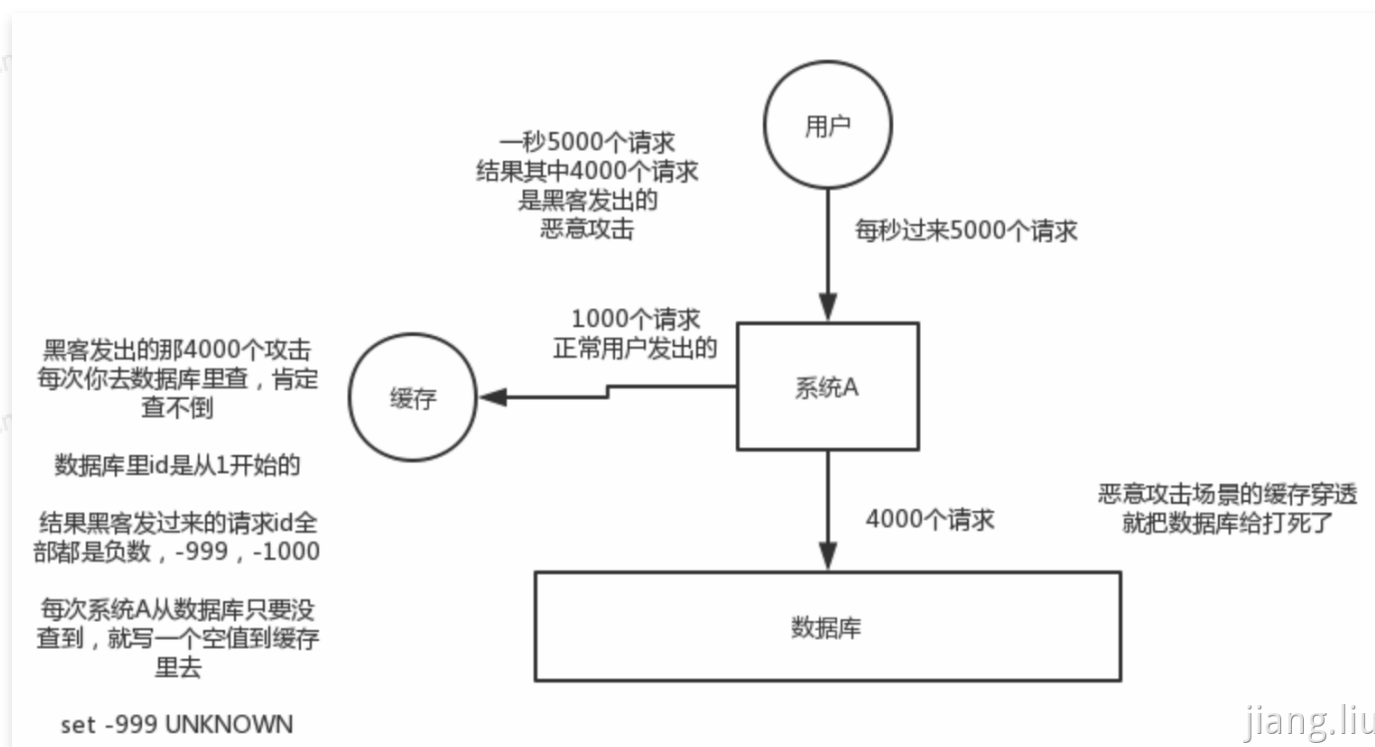 用户
一秒5000个请求
结果其中4000个请求
是黑客发出的
恶意攻击
每秒过来5000个请求
1000个请求
正常用户发出的
系统A
缓存
黑客发出的那4000个攻击
每次你去数据库里查，肯定
查不倒
数据库里id是从1开始的
结果黑客发过来的请求id全
部都是负数，-999，-1000
每次系统A从数据库只要没
查到，就写一个空值到缓存
里去
set -999 UNKNOWN
4000个请求
恶意攻击场景的缓存穿透
就把数据库给打死了
数据库
jiang.liu